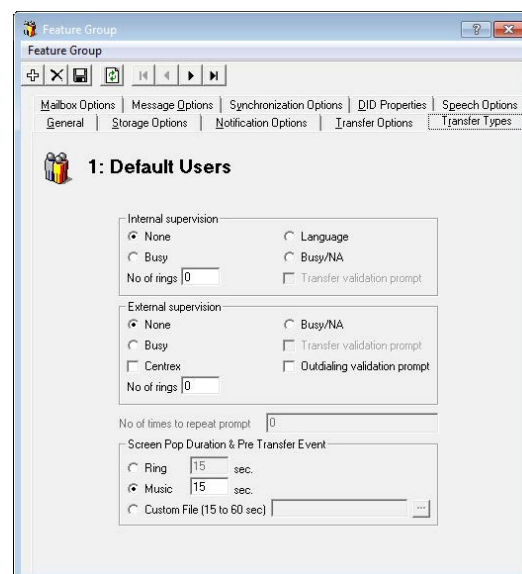 Feature Group
Feature Group
Mailbox Options Message Options Synchronization Options DID Properties Speech Options
General Storage Options Notification Options Transfer Options Transfer Types
1: Default Users
Internal supervision
None Language
Busy Busy/NA
No of rings 0 Transfer validation prompt
External supervision
None Busy/NA
Busy Transfer validation prompt
Centrex Outdialing validation prompt
No of rings 0
No of times to repeat prompt 0
Screen Pop Duration & Pre Transfer Event
Ring 15 sec.
Music 15 sec.
Custom File (15 to 60 sec) ...